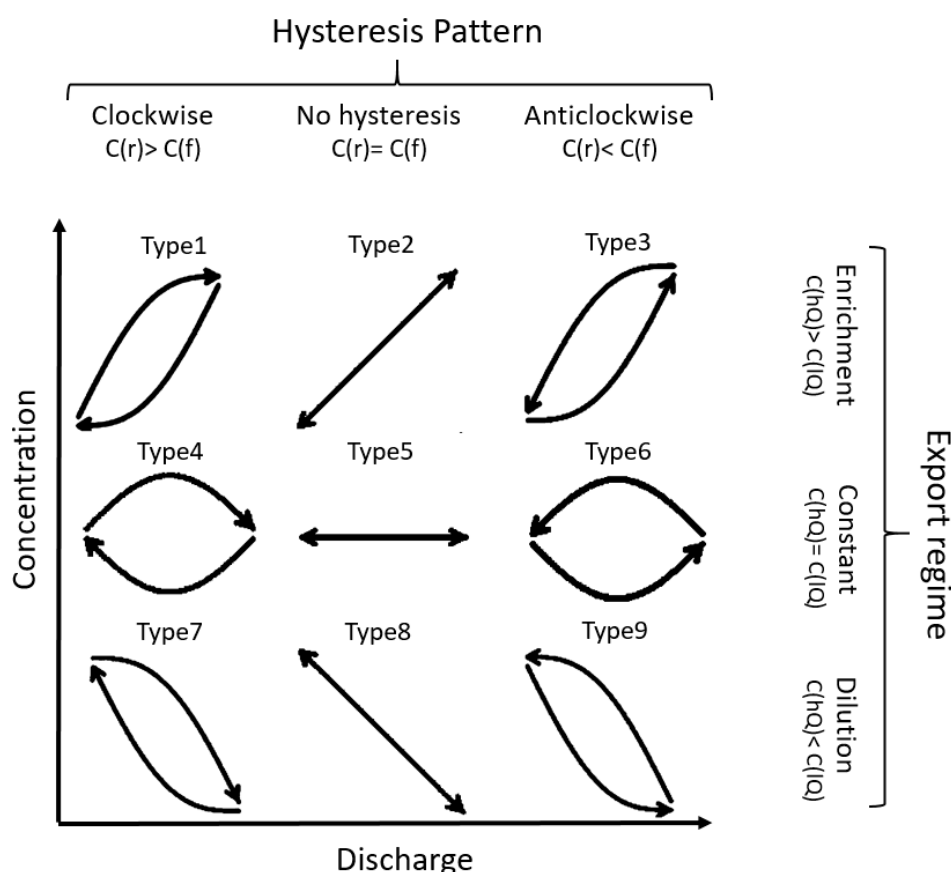 Hysteresis Pattern
Clockwise
C(r)> C(f)
No hysteresis
C(r)= C(f)
Anticlockwise
C(r)< C(f)
Type1
Type2
Type3
Type4
Type5
Type6
Type7
Type8
Type9
Concentration
Discharge
Enrichment
C(hQ)> C(lQ)
Constant
C(hQ)= C(lQ)
Dilution
C(hQ)< C(lQ)
Export regime